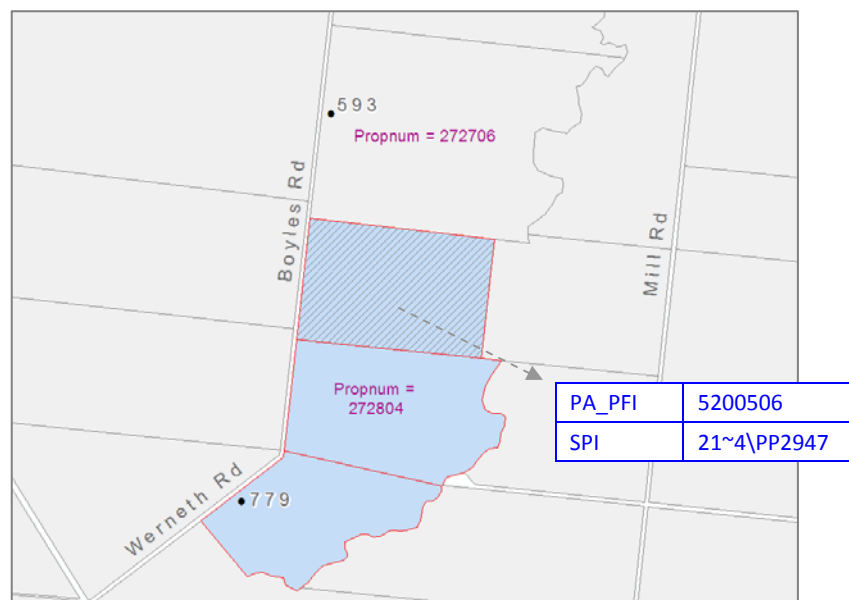 593
Propnum = 272706
Boyles Rd
Mill Rd
Propnum =
272804
PA_PFI 5200506
SPI 21~4\PP2947
Werneth Rd
779